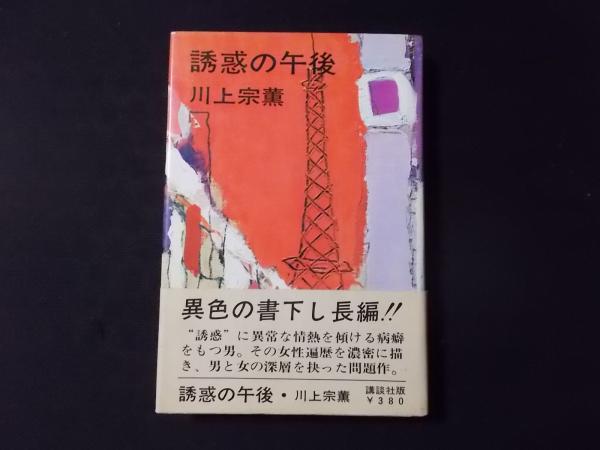 誘惑の午後
川上宗薫
異色の書下し長編!!
“誘惑”に異常な情熱を傾ける病癖
をもつ男。その女性遍歴を濃密に描
き、男と女の深層を抉った問題作。
誘惑の午後・川上宗薫
講談社版
¥380